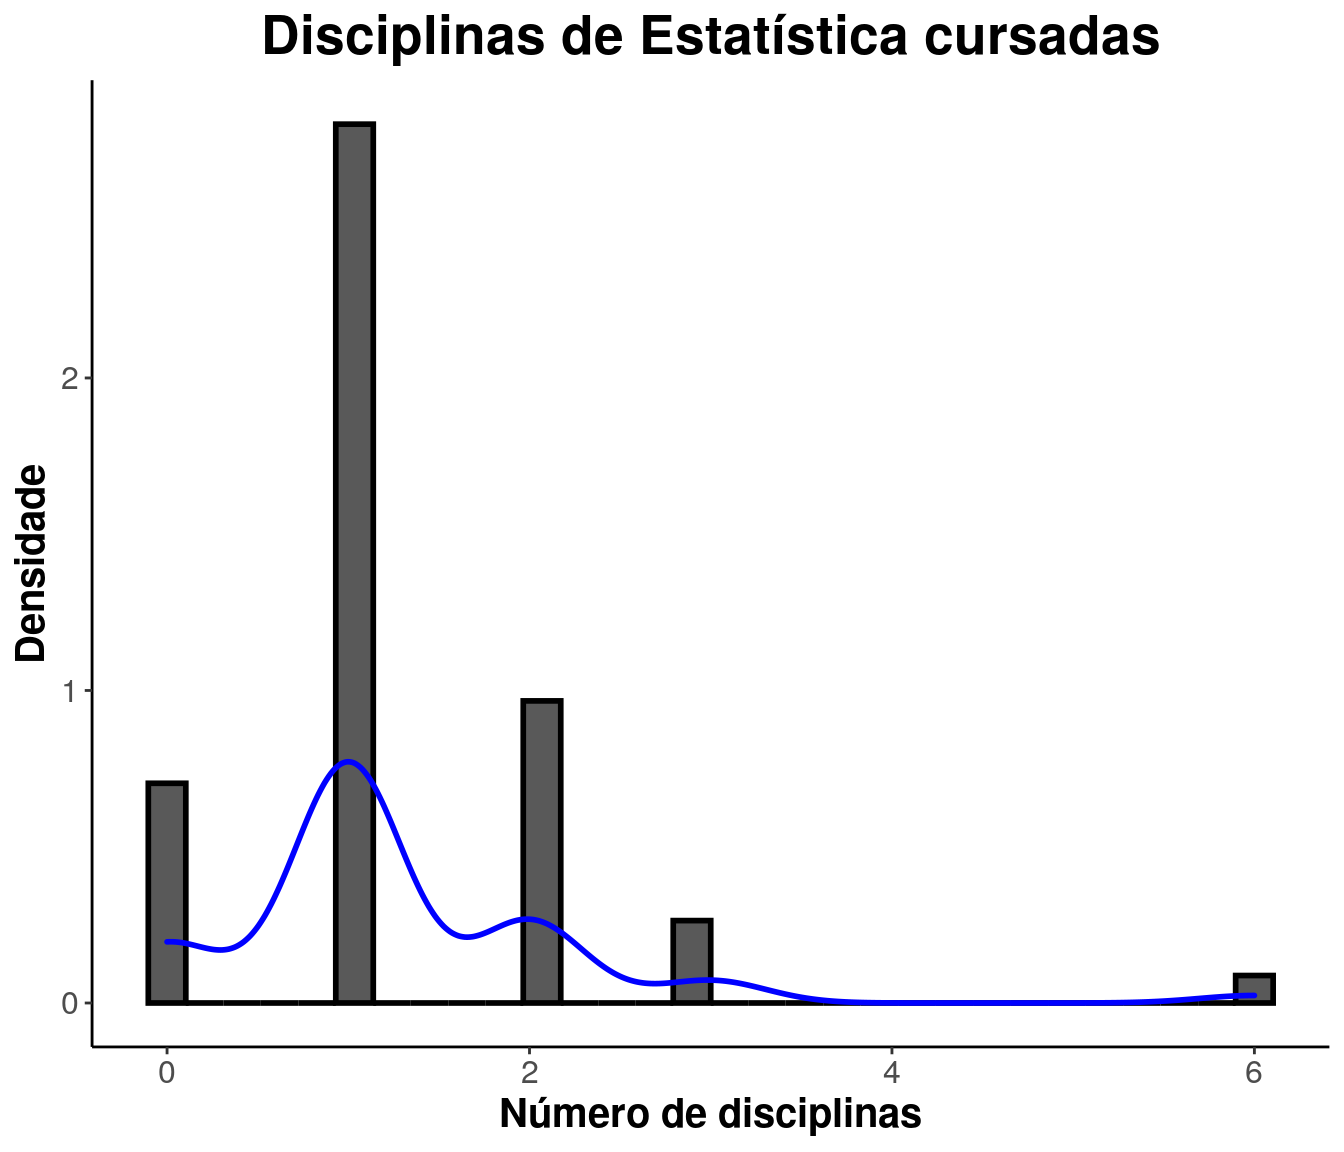 Disciplinas de Estatística cursadas
Densidade
2
1
0
0 2 4 6
Número de disciplinas